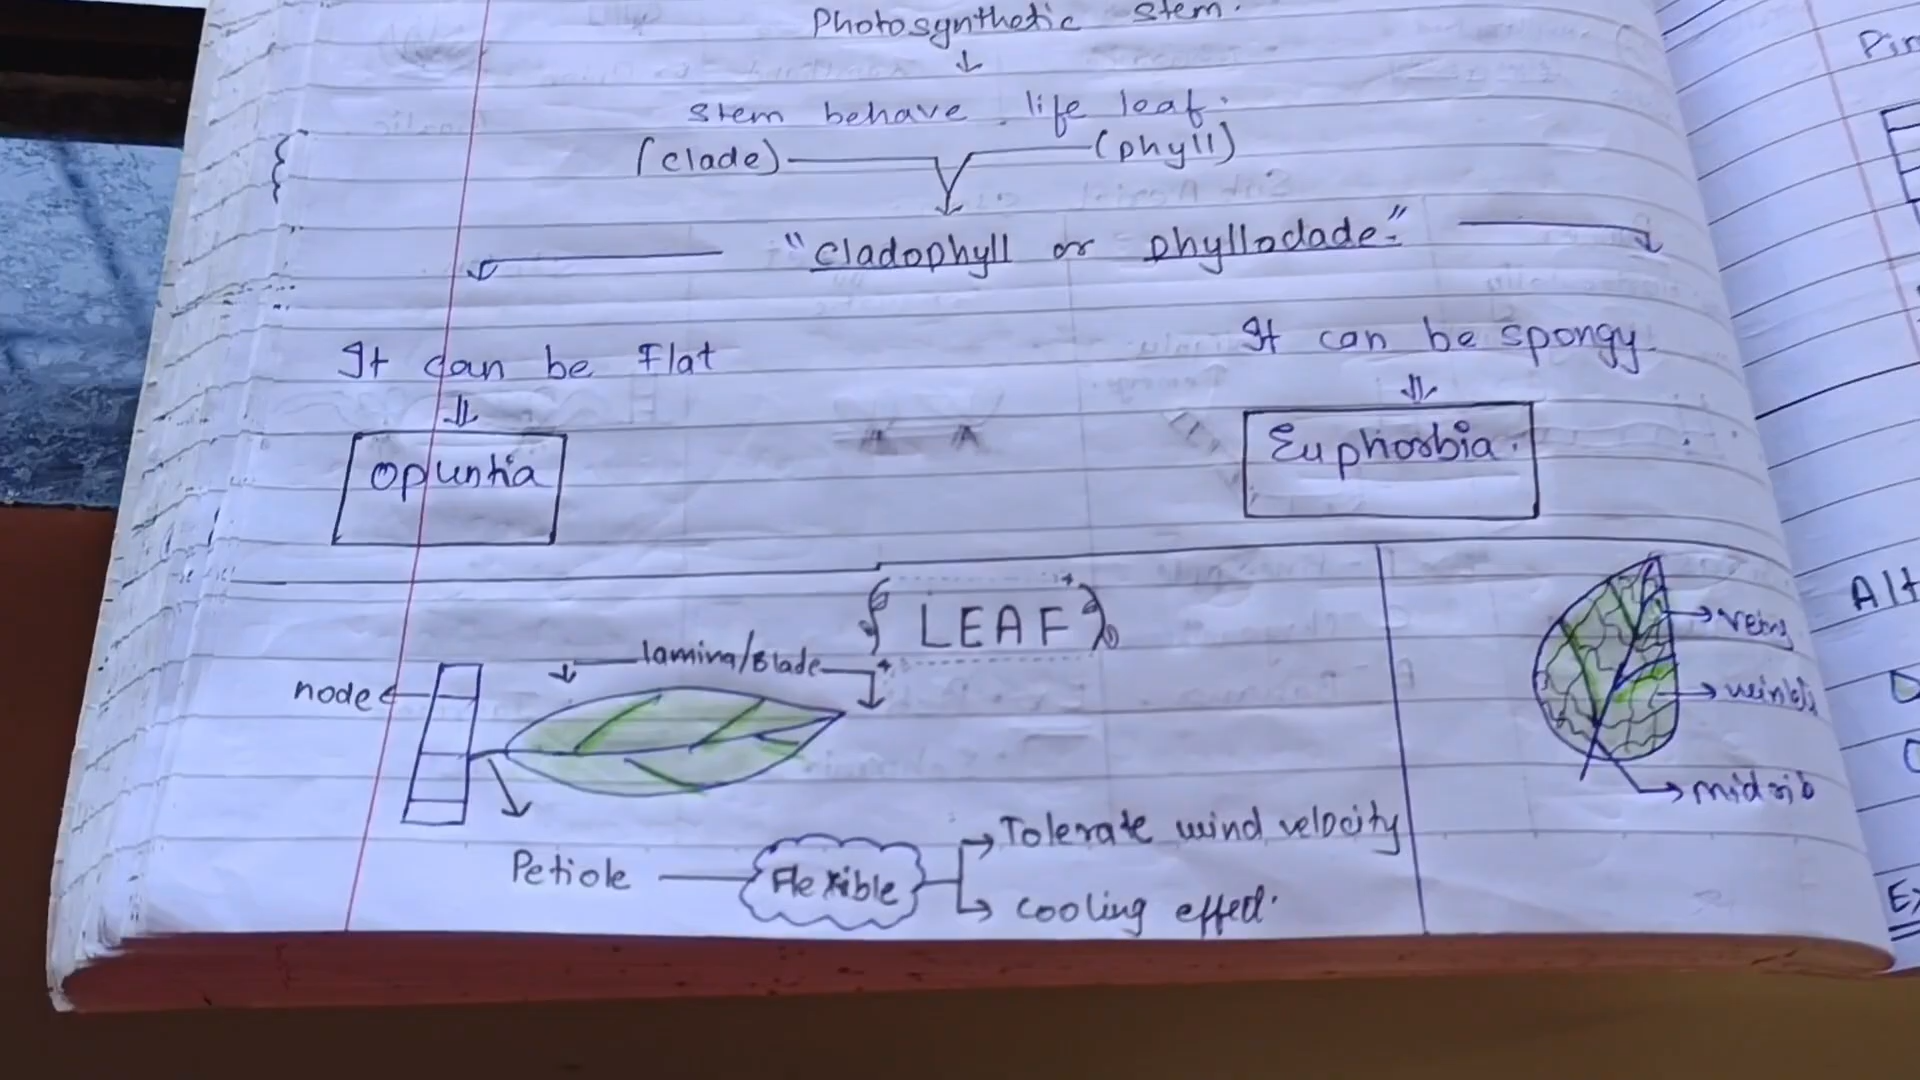 Photosynthetic stem.
stem behave life leaf.
(clade) (phyll)
"cladophyll or phylloclade."
It can be Flat
It can be spongy
opuntia
Euphorbia.
{LEAF}
lamina/Blade
node
veins
midrib
Petiole
Flexible
Tolerate wind velocity
cooling effect.
Alt
Ex